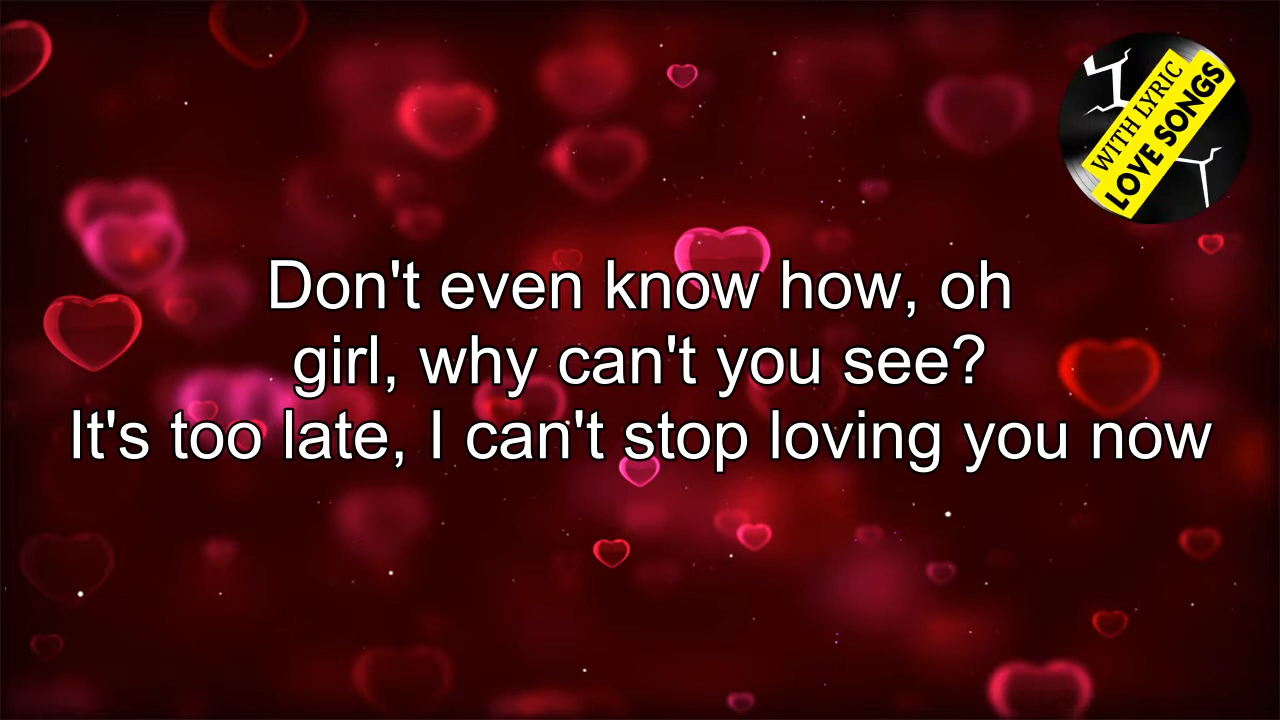 WITH LYRIC
LOVE SONGS
Don't even know how, oh
girl, why can't you see?
It's too late, I can't stop loving you now